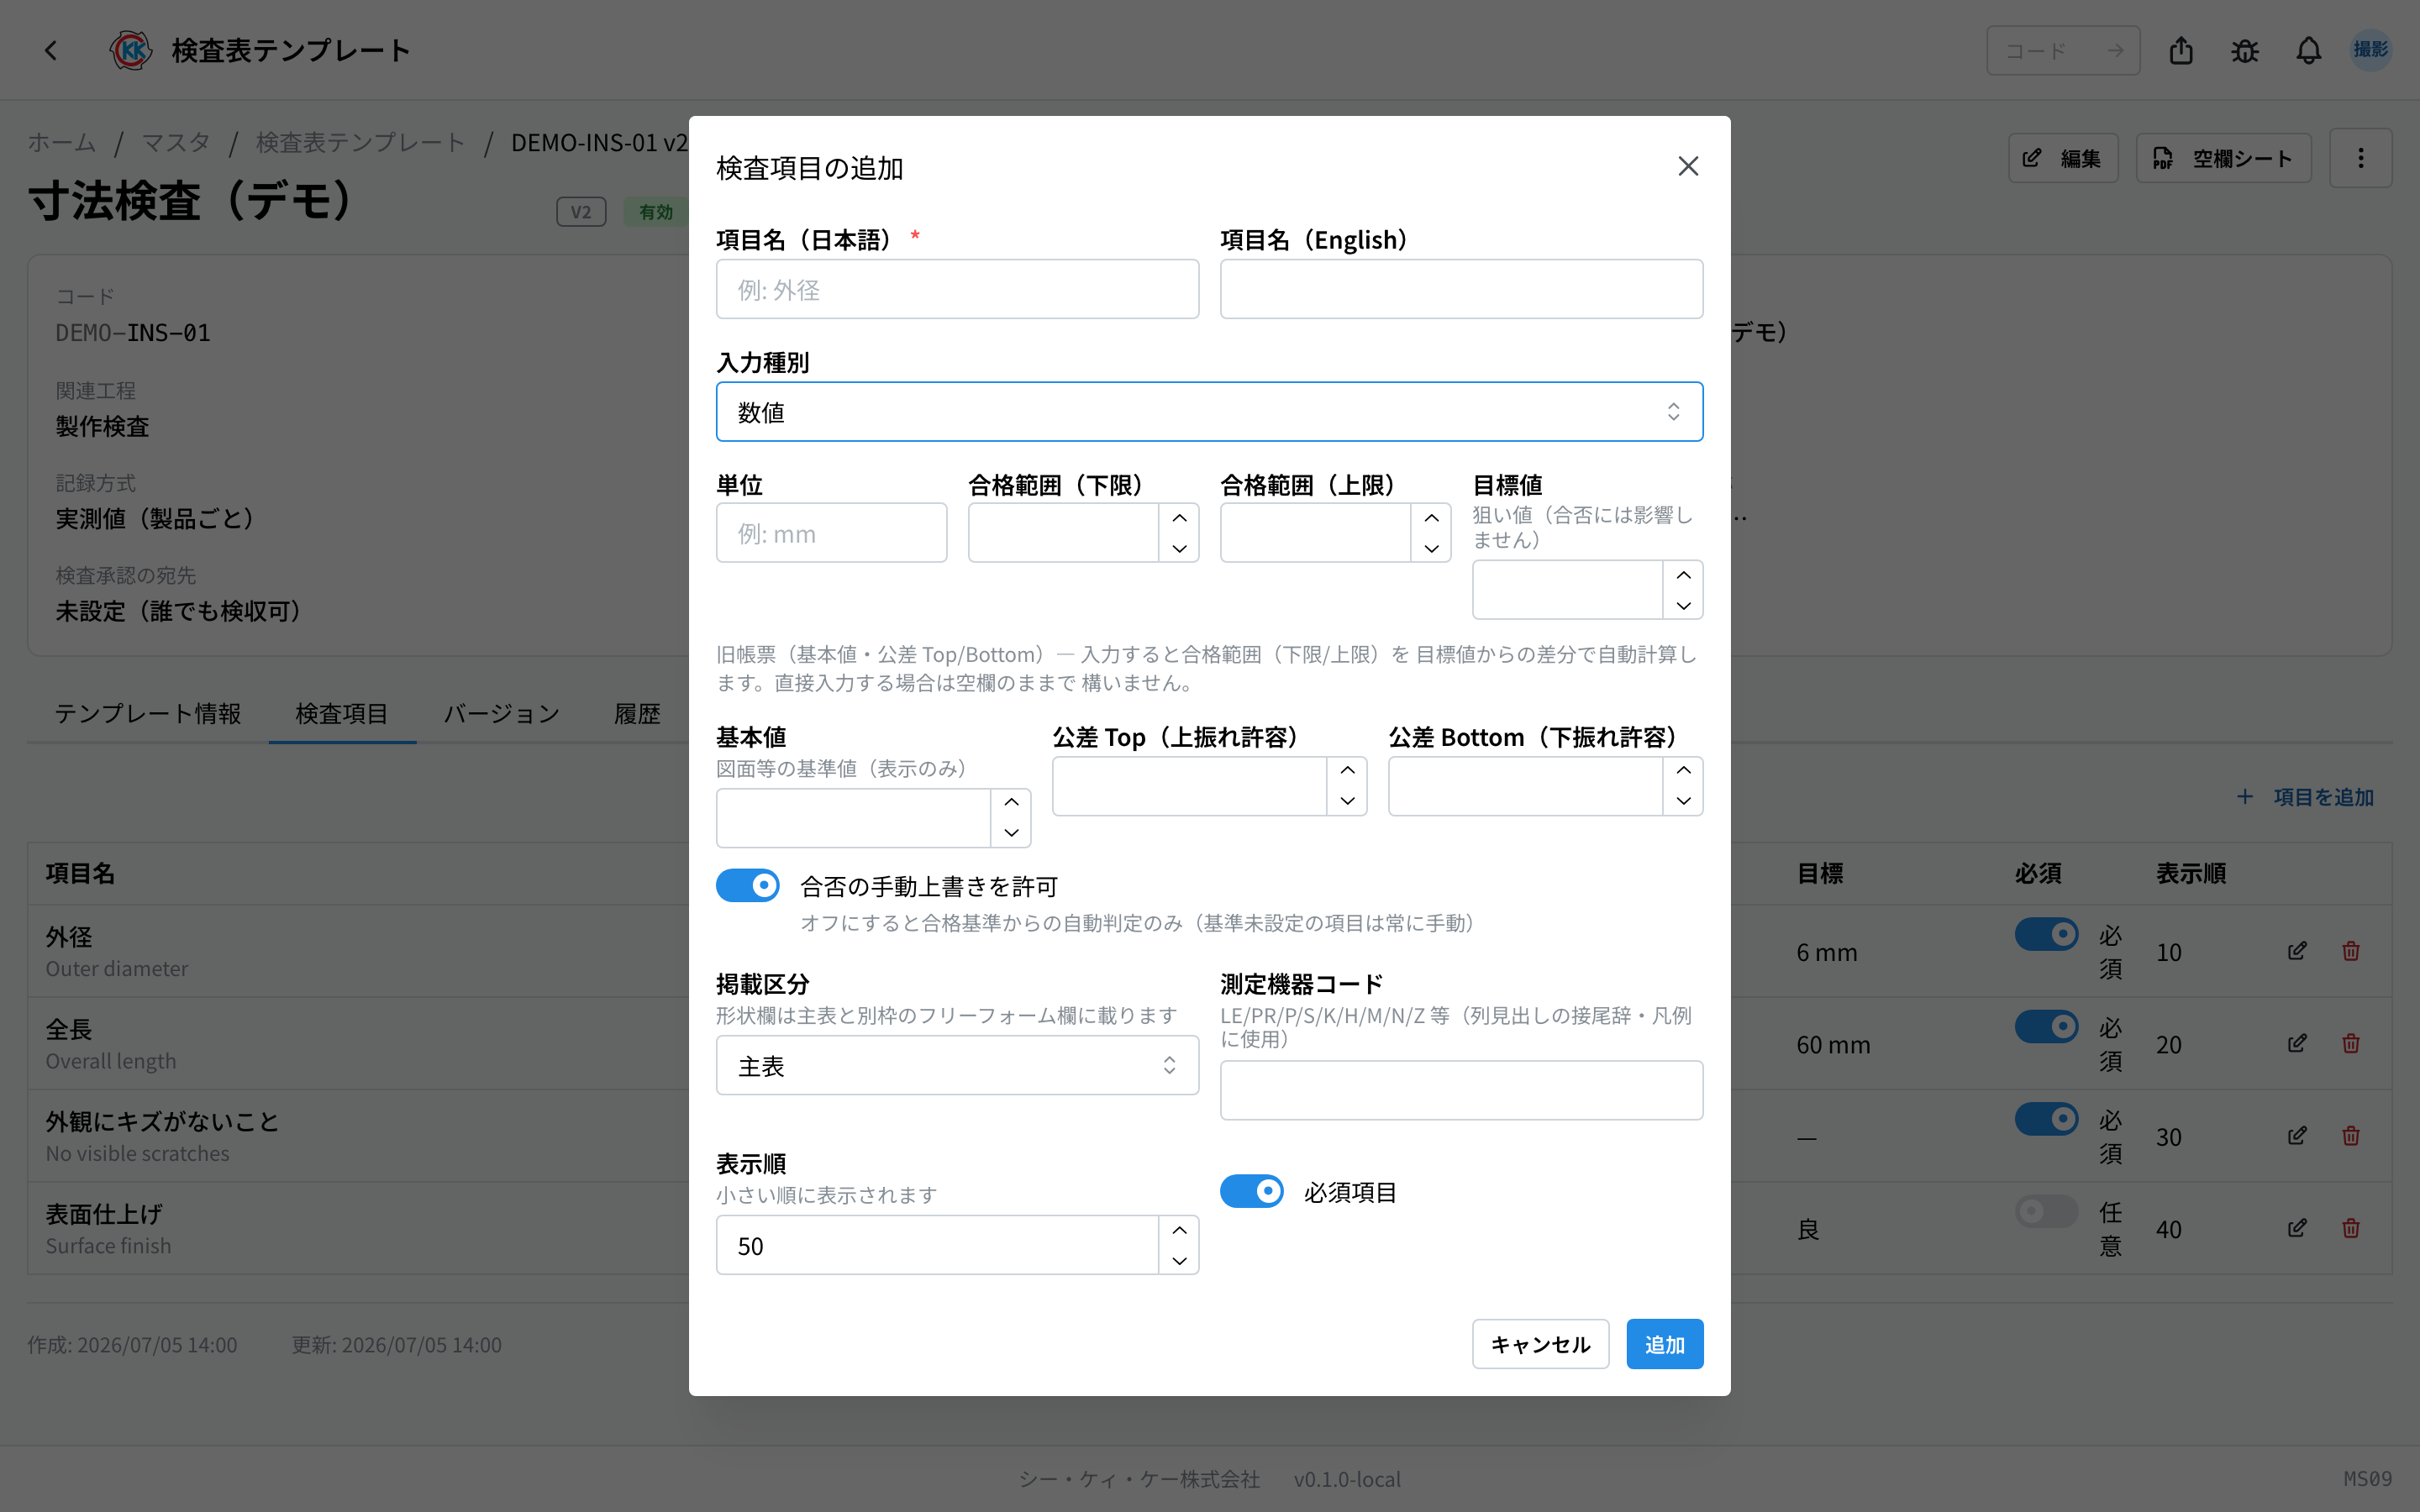 検査表テンプレート
コード
撮影
ホーム / マスタ / 検査表テンプレート / DEMO-INS-01 v2
寸法検査（デモ）
V2
有効
編集
PDF 空欄シート
コード
DEMO-INS-01
デモ）
関連工程
製作検査
記録方式
実測値（製品ごと）
検査承認の宛先
未設定（誰でも検収可）
テンプレート情報 検査項目 バージョン 履歴
項目を追加
項目名 目標 必須 表示順
外径
Outer diameter
6 mm 必須 10
全長
Overall length
60 mm 必須 20
外観にキズがないこと
No visible scratches
— 必須 30
表面仕上げ
Surface finish
良 任意 40
作成: 2026/07/05 14:00 更新: 2026/07/05 14:00
検査項目の追加
項目名（日本語） *
例: 外径
項目名（English）
入力種別
数値
単位
例: mm
合格範囲（下限）
合格範囲（上限）
目標値
狙い値（合否には影響し
ません）
旧帳票（基本値・公差 Top/Bottom）— 入力すると合格範囲（下限/上限）を 目標値からの差分で自動計算し
ます。直接入力する場合は空欄のままで 構いません。
基本値
図面等の基準値（表示のみ）
公差 Top（上振れ許容）
公差 Bottom（下振れ許容）
合否の手動上書きを許可
オフにすると合格基準からの自動判定のみ（基準未設定の項目は常に手動）
掲載区分
形状欄は主表と別枠のフリーフォーム欄に載ります
主表
測定機器コード
LE/PR/P/S/K/H/M/N/Z 等（列見出しの接尾辞・凡例
に使用）
表示順
小さい順に表示されます
50
必須項目
キャンセル 追加
シー・ケィ・ケー株式会社 v0.1.0-local
MS09